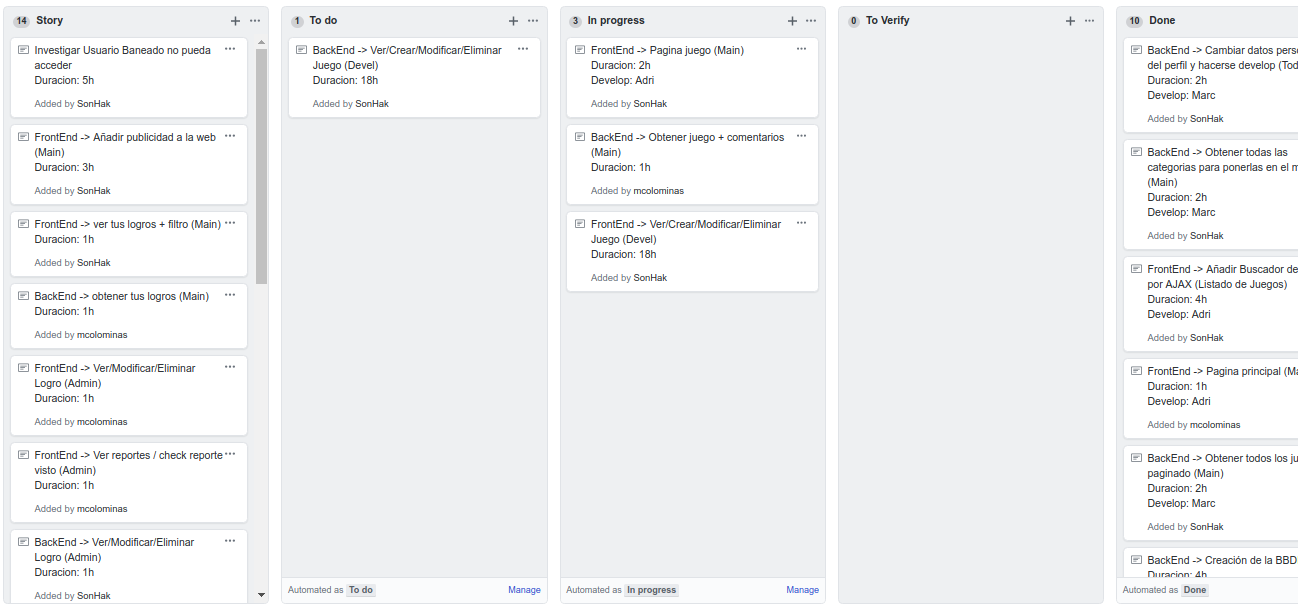 14 Story
Investigar Usuario Baneado no pueda
acceder
Duracion: 5h
Added by SonHak
FrontEnd -> Añadir publicidad a la web
(Main)
Duracion: 3h
Added by SonHak
FrontEnd -> ver tus logros + filtro (Main)
Duracion: 1h
Added by SonHak
BackEnd -> obtener tus logros (Main)
Duracion: 1h
Added by mcolominas
FrontEnd -> Ver/Modificar/Eliminar
Logro (Admin)
Duracion: 1h
Added by mcolominas
FrontEnd -> Ver reportes / check reporte
visto (Admin)
Duracion: 1h
Added by mcolominas
BackEnd -> Ver/Modificar/Eliminar
Logro (Admin)
Duracion: 1h
Added by SonHak
1 To do
BackEnd -> Ver/Crear/Modificar/Eliminar
Juego (Devel)
Duracion: 18h
Added by SonHak
Automated as To do Manage
3 In progress
FrontEnd -> Pagina juego (Main)
Duracion: 2h
Develop: Adri
Added by SonHak
BackEnd -> Obtener juego + comentarios
(Main)
Duracion: 1h
Added by mcolominas
FrontEnd -> Ver/Crear/Modificar/Eliminar
Juego (Devel)
Duracion: 18h
Added by SonHak
Automated as In progress Manage
0 To Verify
10 Done
BackEnd -> Cambiar datos pers
del perfil y hacerse develop (Tod
Duracion: 2h
Develop: Marc
Added by SonHak
BackEnd -> Obtener todas las
categorias para ponerlas en el m
(Main)
Duracion: 2h
Develop: Marc
Added by SonHak
FrontEnd -> Añadir Buscador de
por AJAX (Listado de Juegos)
Duracion: 4h
Develop: Adri
Added by SonHak
FrontEnd -> Pagina principal (Ma
Duracion: 1h
Develop: Adri
Added by mcolominas
BackEnd -> Obtener todos los ju
paginado (Main)
Duracion: 2h
Develop: Marc
Added by SonHak
BackEnd -> Creación de la BBD
Duracion: 4h
Automated as Done